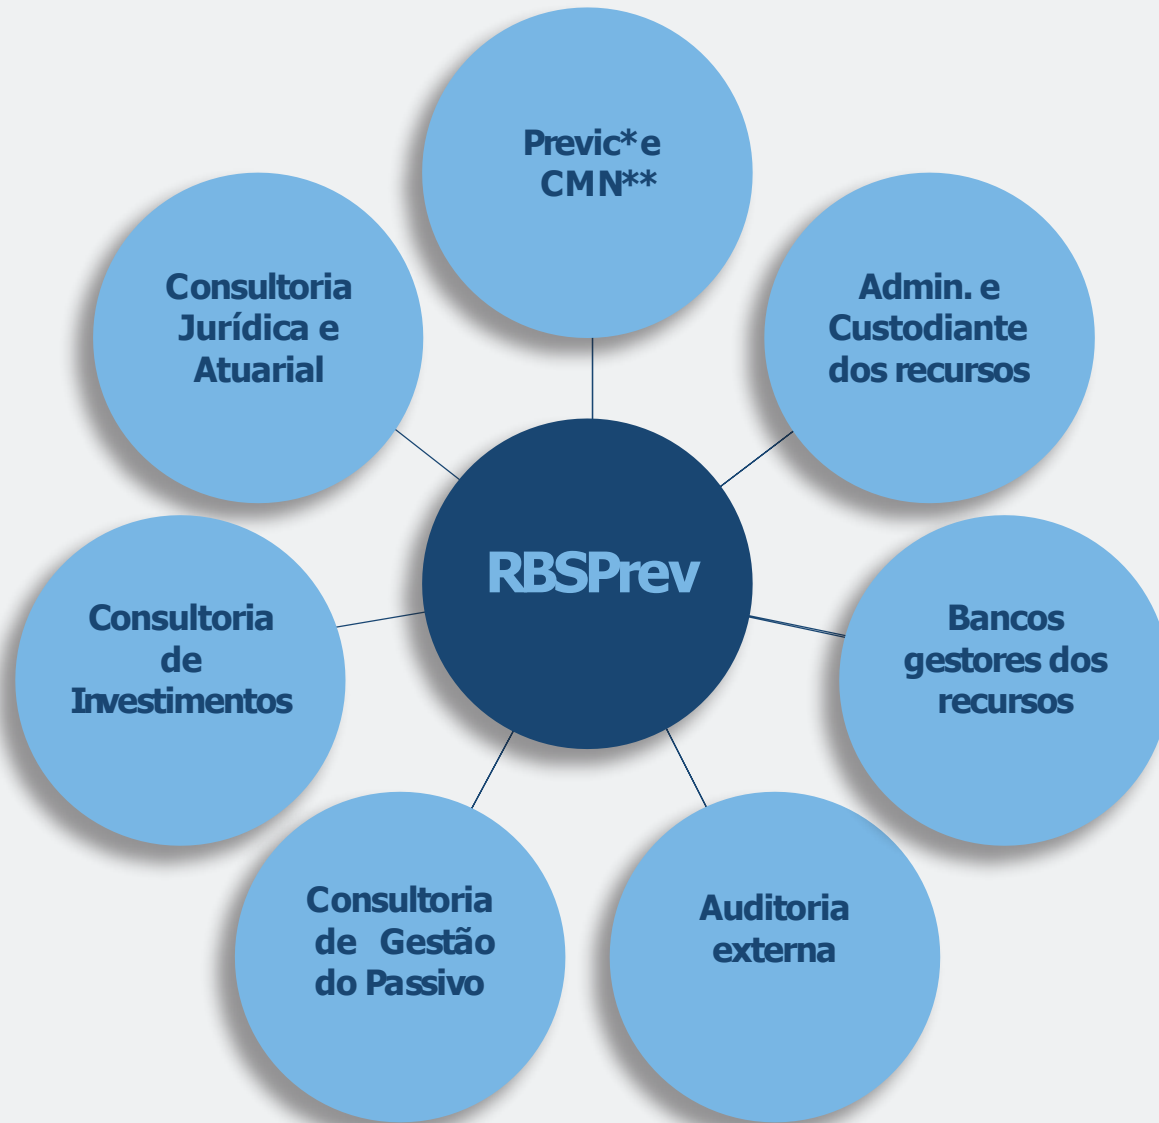 Previc* e
CMN**
Admin. e
Custodiante
dos recursos
Bancos
gestores dos
recursos
Auditoria
externa
Consultoria
de Gestão
do Passivo
Consultoria
de
Investimentos
Consultoria
Jurídica e
Atuarial
RBSPrev